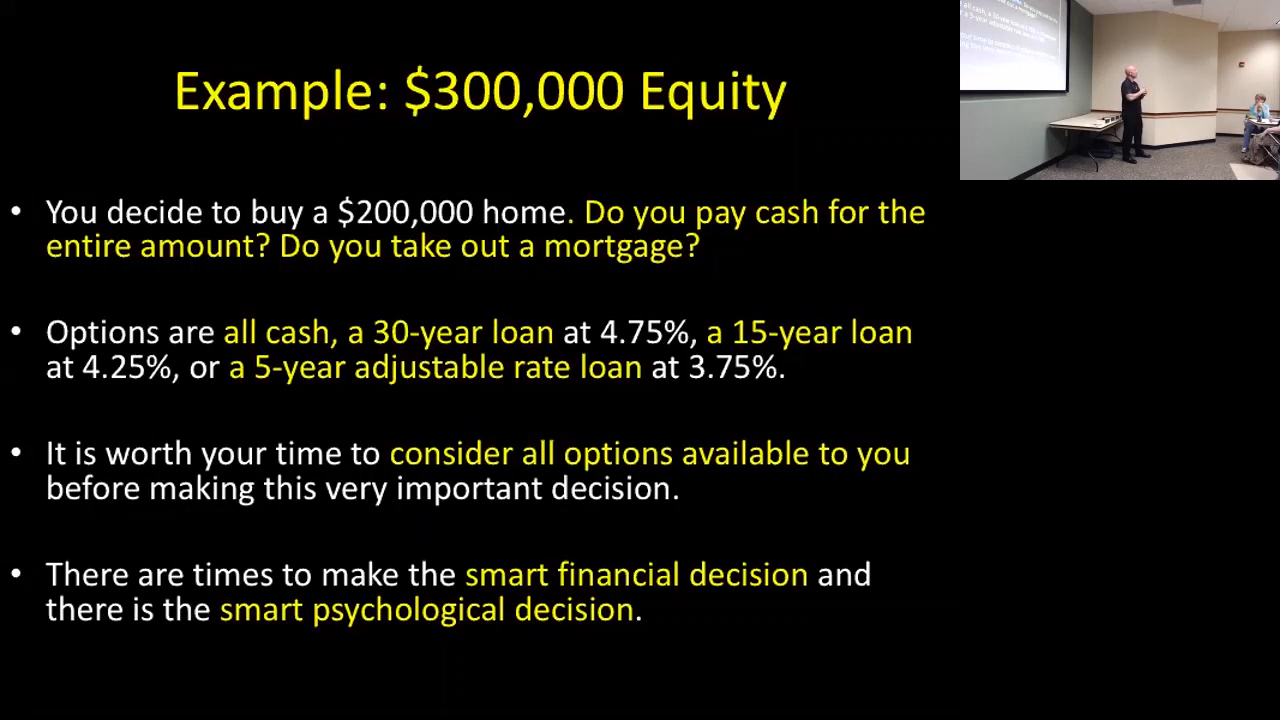 Example: $300,000 Equity
• You decide to buy a $200,000 home. Do you pay cash for the
entire amount? Do you take out a mortgage?
• Options are all cash, a 30-year loan at 4.75%, a 15-year loan
at 4.25%, or a 5-year adjustable rate loan at 3.75%.
• It is worth your time to consider all options available to you
before making this very important decision.
• There are times to make the smart financial decision and
there is the smart psychological decision.